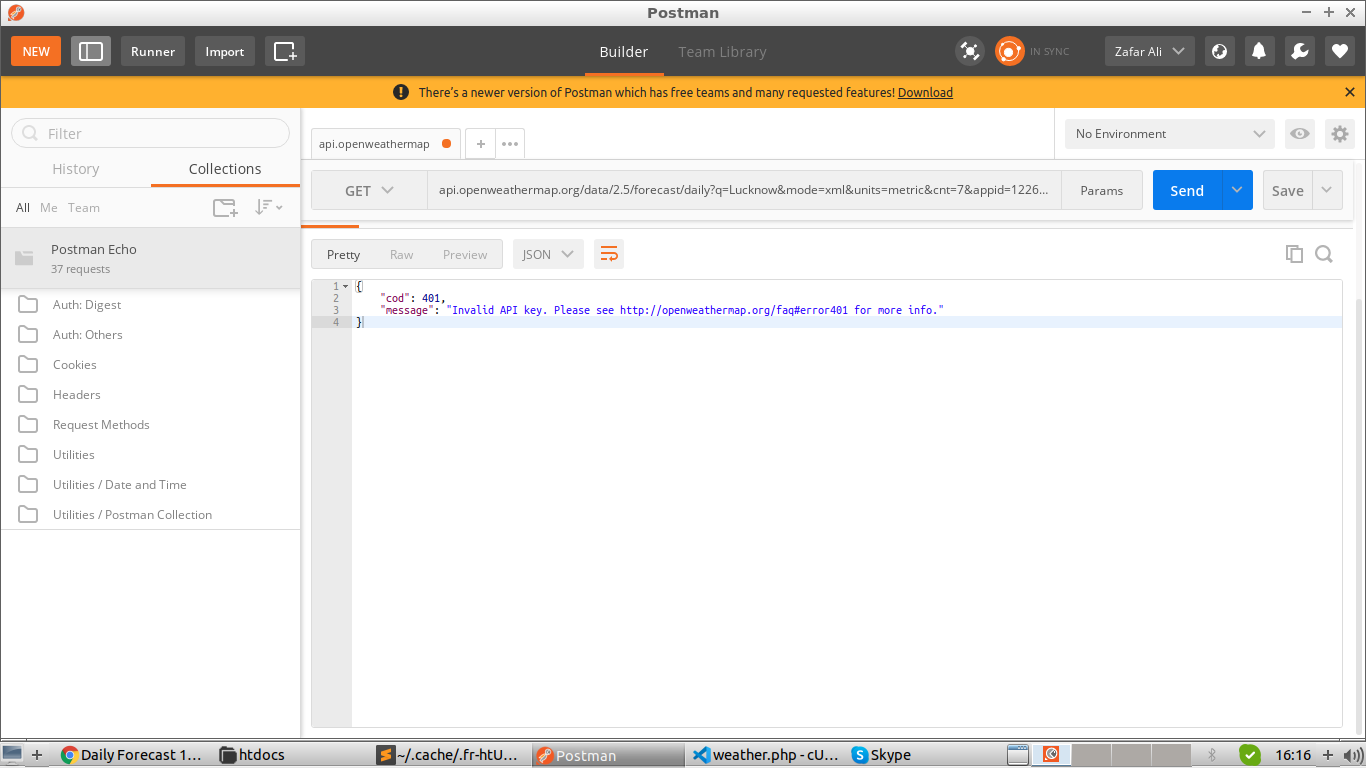 Postman
NEW
Runner
Import
Builder
Team Library
IN SYNC
Zafar Ali
There's a newer version of Postman which has free teams and many requested features! Download
Filter
History
Collections
All Me Team
Postman Echo
37 requests
Auth: Digest
Auth: Others
Cookies
Headers
Request Methods
Utilities
Utilities / Date and Time
Utilities / Postman Collection
api.openweathermap
No Environment
GET
api.openweathermap.org/data/2.5/forecast/daily?q=Lucknow&mode=xml&units=metric&cnt=7&appid=1226...
Params
Send
Save
Pretty
Raw
Preview
JSON
1 {
2 "cod": 401,
3 "message": "Invalid API key. Please see http://openweathermap.org/faq#error401 for more info."
4 }
Daily Forecast 1...
htdocs
~/.cache/.fr-htU...
Postman
weather.php - cU...
Skype
16:16